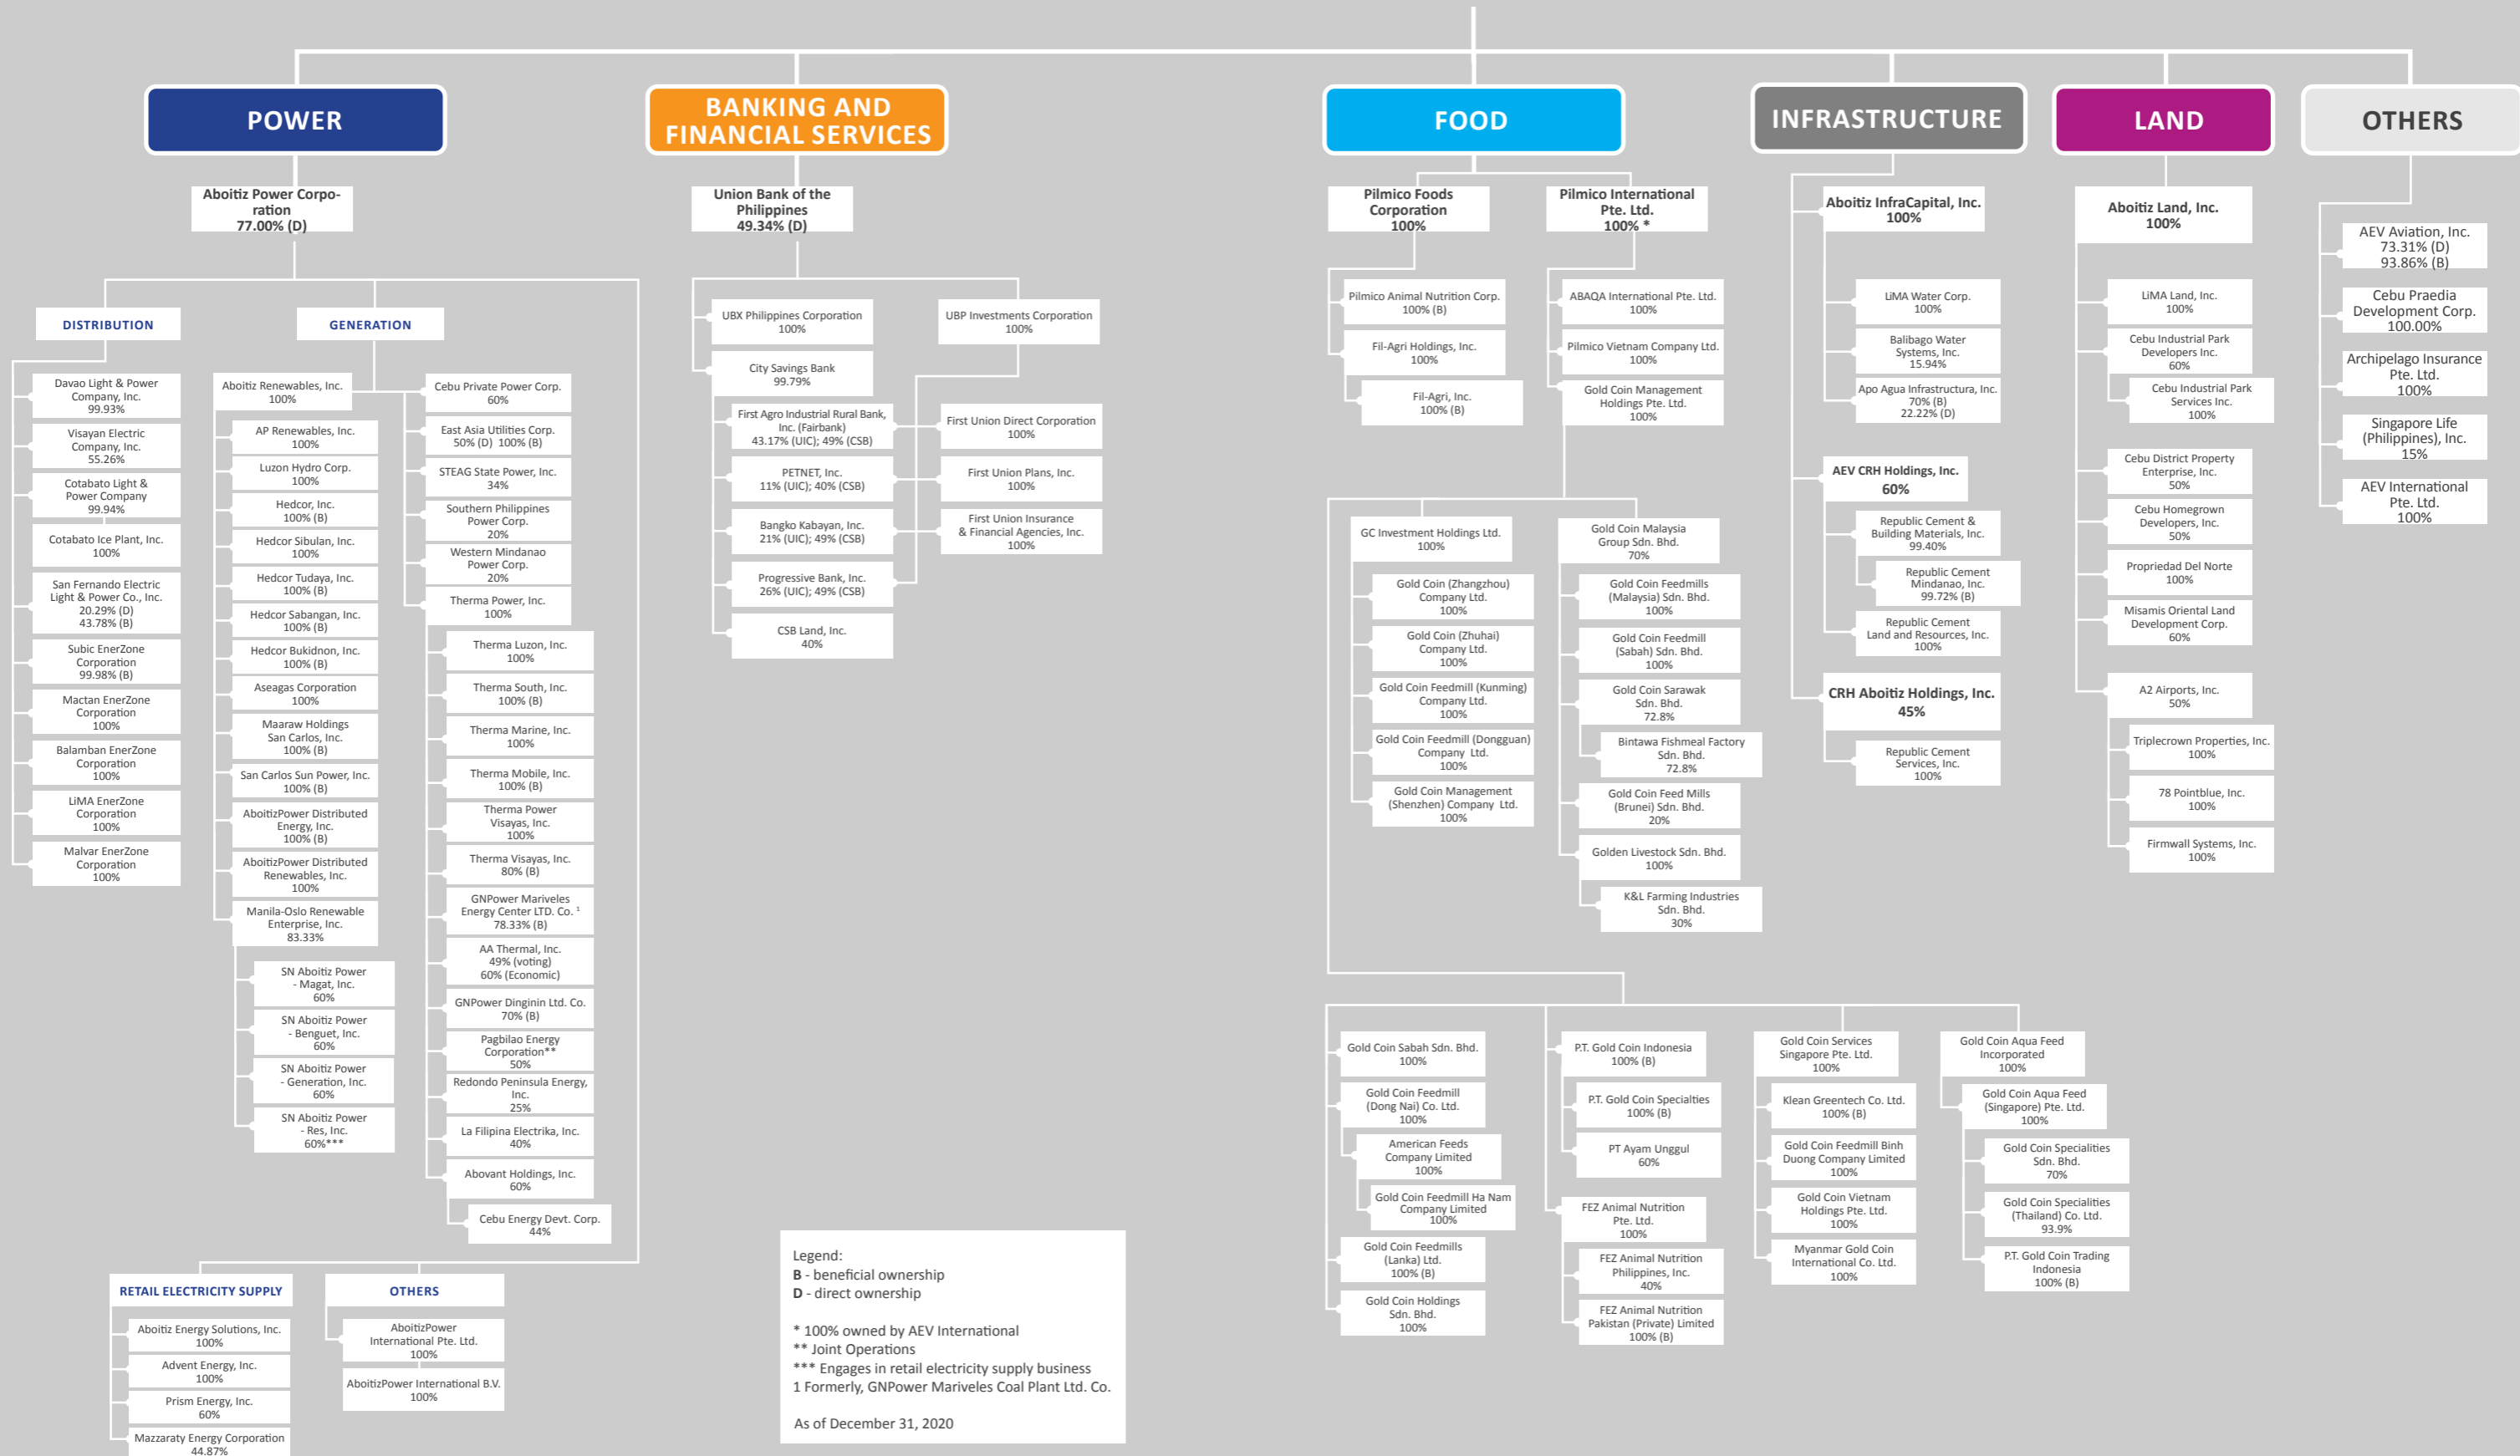 POWER
BANKING AND
FINANCIAL SERVICES
FOOD
INFRASTRUCTURE
LAND
OTHERS
Aboitiz Power Corpo-
ration
77.00% (D)
DISTRIBUTION
Davao Light & Power
Company, Inc.
99.93%
Visayan Electric
Company, Inc.
55.26%
Cotabato Light &
Power Company
99.94%
Cotabato Ice Plant, Inc.
100%
San Fernando Electric
Light & Power Co., Inc.
20.29% (D)
43.78% (B)
Subic EnerZone
Corporation
99.98% (B)
Mactan EnerZone
Corporation
100%
Balamban EnerZone
Corporation
100%
LiMA EnerZone
Corporation
100%
Malvar EnerZone
Corporation
100%
GENERATION
Aboitiz Renewables, Inc.
100%
AP Renewables, Inc.
100%
Luzon Hydro Corp.
100%
Hedcor, Inc.
100% (B)
Hedcor Sibulan, Inc.
100%
Hedcor Tudaya, Inc.
100% (B)
Hedcor Sabangan, Inc.
100% (B)
Hedcor Bukidnon, Inc.
100% (B)
Aseagas Corporation
100%
Maaraw Holdings
San Carlos, Inc.
100% (B)
San Carlos Sun Power, Inc.
100% (B)
AboitizPower Distributed
Energy, Inc.
100% (B)
AboitizPower Distributed
Renewables, Inc.
100%
Manila-Oslo Renewable
Enterprise, Inc.
83.33%
SN Aboitiz Power
- Magat, Inc.
60%
SN Aboitiz Power
- Benguet, Inc.
60%
SN Aboitiz Power
- Generation, Inc.
60%
SN Aboitiz Power
- Res, Inc.
60%***
Cebu Private Power Corp.
60%
East Asia Utilities Corp.
50% (D) 100% (B)
STEAG State Power, Inc.
34%
Southern Philippines
Power Corp.
20%
Western Mindanao
Power Corp.
20%
Therma Power, Inc.
100%
Therma Luzon, Inc.
100%
Therma South, Inc.
100% (B)
Therma Marine, Inc.
100%
Therma Mobile, Inc.
100% (B)
Therma Power
Visayas, Inc.
100%
Therma Visayas, Inc.
80% (B)
GNPower Mariveles
Energy Center LTD. Co. 1
78.33% (B)
AA Thermal, Inc.
49% (voting)
60% (Economic)
GNPower Dinginin Ltd. Co.
70% (B)
Pagbilao Energy
Corporation**
50%
Redondo Peninsula Energy,
Inc.
25%
La Filipina Electrika, Inc.
40%
Abovant Holdings, Inc.
60%
Cebu Energy Devt. Corp.
44%
RETAIL ELECTRICITY SUPPLY
Aboitiz Energy Solutions, Inc.
100%
Advent Energy, Inc.
100%
Prism Energy, Inc.
60%
Mazzaraty Energy Corporation
44.87%
OTHERS
AboitizPower
International Pte. Ltd.
100%
AboitizPower International B.V.
100%
Union Bank of the
Philippines
49.34% (D)
UBX Philippines Corporation
100%
City Savings Bank
99.79%
First Agro Industrial Rural Bank,
Inc. (Fairbank)
43.17% (UIC); 49% (CSB)
PETNET, Inc.
11% (UIC); 40% (CSB)
Bangko Kabayan, Inc.
21% (UIC); 49% (CSB)
Progressive Bank, Inc.
26% (UIC); 49% (CSB)
CSB Land, Inc.
40%
UBP Investments Corporation
100%
First Union Direct Corporation
100%
First Union Plans, Inc.
100%
First Union Insurance
& Financial Agencies, Inc.
100%
Legend:
B - beneficial ownership
D - direct ownership
* 100% owned by AEV International
** Joint Operations
*** Engages in retail electricity supply business
1 Formerly, GNPower Mariveles Coal Plant Ltd. Co.
As of December 31, 2020
Pilmico Foods
Corporation
100%
Pilmico Animal Nutrition Corp.
100% (B)
Fil-Agri Holdings, Inc.
100%
Fil-Agri, Inc.
100% (B)
Pilmico International
Pte. Ltd.
100% *
ABAQA International Pte. Ltd.
100%
Pilmico Vietnam Company Ltd.
100%
Gold Coin Management
Holdings Pte. Ltd.
100%
GC Investment Holdings Ltd.
100%
Gold Coin (Zhangzhou)
Company Ltd.
100%
Gold Coin (Zhuhai)
Company Ltd.
100%
Gold Coin Feedmill (Kunming)
Company Ltd.
100%
Gold Coin Feedmill (Dongguan)
Company Ltd.
100%
Gold Coin Management
(Shenzhen) Company Ltd.
100%
Gold Coin Malaysia
Group Sdn. Bhd.
70%
Gold Coin Feedmills
(Malaysia) Sdn. Bhd.
100%
Gold Coin Feedmill
(Sabah) Sdn. Bhd.
100%
Gold Coin Sarawak
Sdn. Bhd.
72.8%
Bintawa Fishmeal Factory
Sdn. Bhd.
72.8%
Gold Coin Feed Mills
(Brunei) Sdn. Bhd.
20%
Golden Livestock Sdn. Bhd.
100%
K&L Farming Industries
Sdn. Bhd.
30%
Gold Coin Sabah Sdn. Bhd.
100%
Gold Coin Feedmill
(Dong Nai) Co. Ltd.
100%
American Feeds
Company Limited
100%
Gold Coin Feedmill Ha Nam
Company Limited
100%
Gold Coin Feedmills
(Lanka) Ltd.
100% (B)
Gold Coin Holdings
Sdn. Bhd.
100%
P.T. Gold Coin Indonesia
100% (B)
P.T. Gold Coin Specialties
100% (B)
PT Ayam Unggul
60%
FEZ Animal Nutrition
Pte. Ltd.
100%
FEZ Animal Nutrition
Philippines, Inc.
40%
FEZ Animal Nutrition
Pakistan (Private) Limited
100% (B)
Gold Coin Services
Singapore Pte. Ltd.
100%
Klean Greentech Co. Ltd.
100% (B)
Gold Coin Feedmill Binh
Duong Company Limited
100%
Gold Coin Vietnam
Holdings Pte. Ltd.
100%
Myanmar Gold Coin
International Co. Ltd.
100%
Gold Coin Aqua Feed
Incorporated
100%
Gold Coin Aqua Feed
(Singapore) Pte. Ltd.
100%
Gold Coin Specialities
Sdn. Bhd.
70%
Gold Coin Specialities
(Thailand) Co. Ltd.
93.9%
P.T. Gold Coin Trading
Indonesia
100% (B)
Aboitiz InfraCapital, Inc.
100%
LiMA Water Corp.
100%
Balibago Water
Systems, Inc.
15.94%
Apo Agua Infrastructura, Inc.
70% (B)
22.22% (D)
AEV CRH Holdings, Inc.
60%
Republic Cement &
Building Materials, Inc.
99.40%
Republic Cement
Mindanao, Inc.
99.72% (B)
Republic Cement
Land and Resources, Inc.
100%
CRH Aboitiz Holdings, Inc.
45%
Republic Cement
Services, Inc.
100%
Aboitiz Land, Inc.
100%
LiMA Land, Inc.
100%
Cebu Industrial Park
Developers Inc.
60%
Cebu Industrial Park
Services Inc.
100%
Cebu District Property
Enterprise, Inc.
50%
Cebu Homegrown
Developers, Inc.
50%
Propriedad Del Norte
100%
Misamis Oriental Land
Development Corp.
60%
A2 Airports, Inc.
50%
Triplecrown Properties, Inc.
100%
78 Pointblue, Inc.
100%
Firmwall Systems, Inc.
100%
AEV Aviation, Inc.
73.31% (D)
93.86% (B)
Cebu Praedia
Development Corp.
100.00%
Archipelago Insurance
Pte. Ltd.
100%
Singapore Life
(Philippines), Inc.
15%
AEV International
Pte. Ltd.
100%